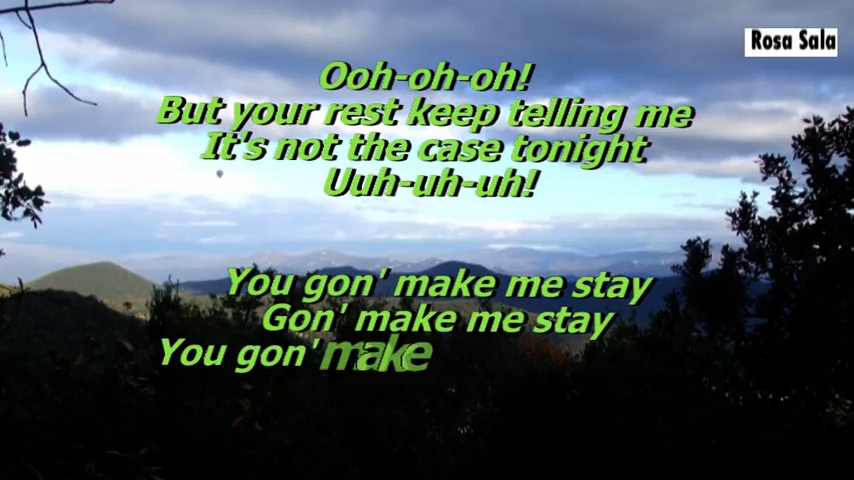 Rosa Sala
Ooh-oh-oh!
But your rest keep telling me
It's not the case tonight
Uuh-uh-uh!
You gon' make me stay
Gon' make me stay
You gon' make